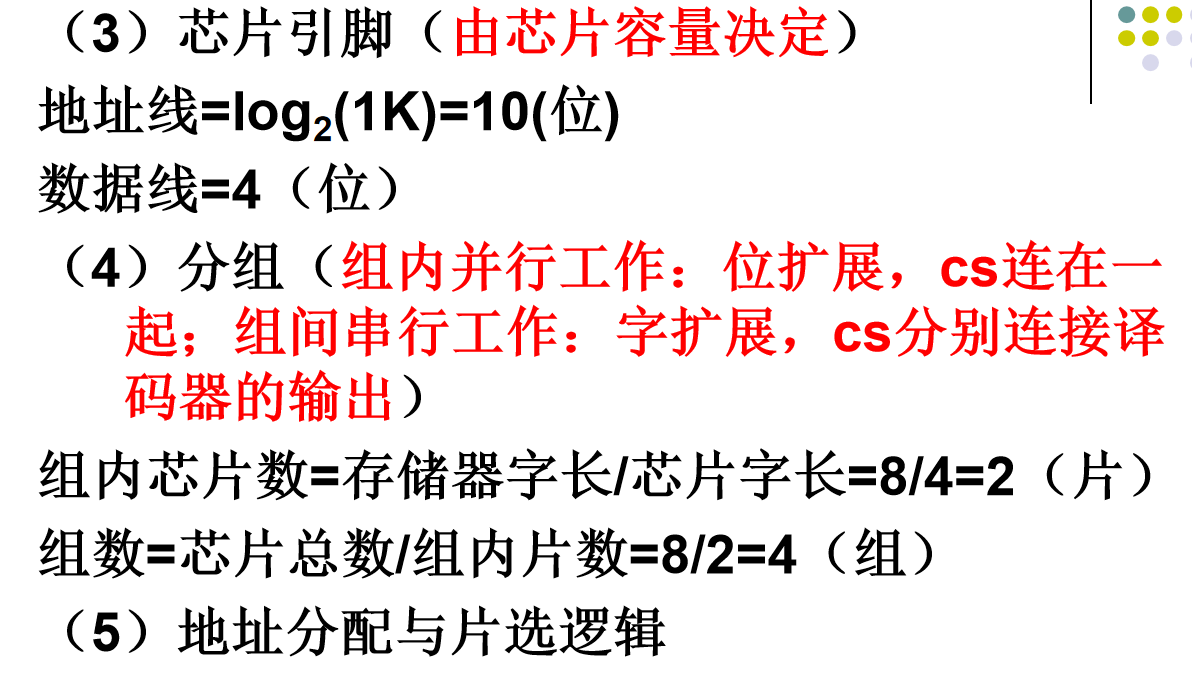 （3）芯片引脚（由芯片容量决定）
地址线=log₂(1K)=10(位)
数据线=4（位）
（4）分组（组内并行工作：位扩展，cs连在一
起；组间串行工作：字扩展，cs分别连接译
码器的输出）
组内芯片数=存储器字长/芯片字长=8/4=2（片）
组数=芯片总数/组内片数=8/2=4（组）
（5）地址分配与片选逻辑